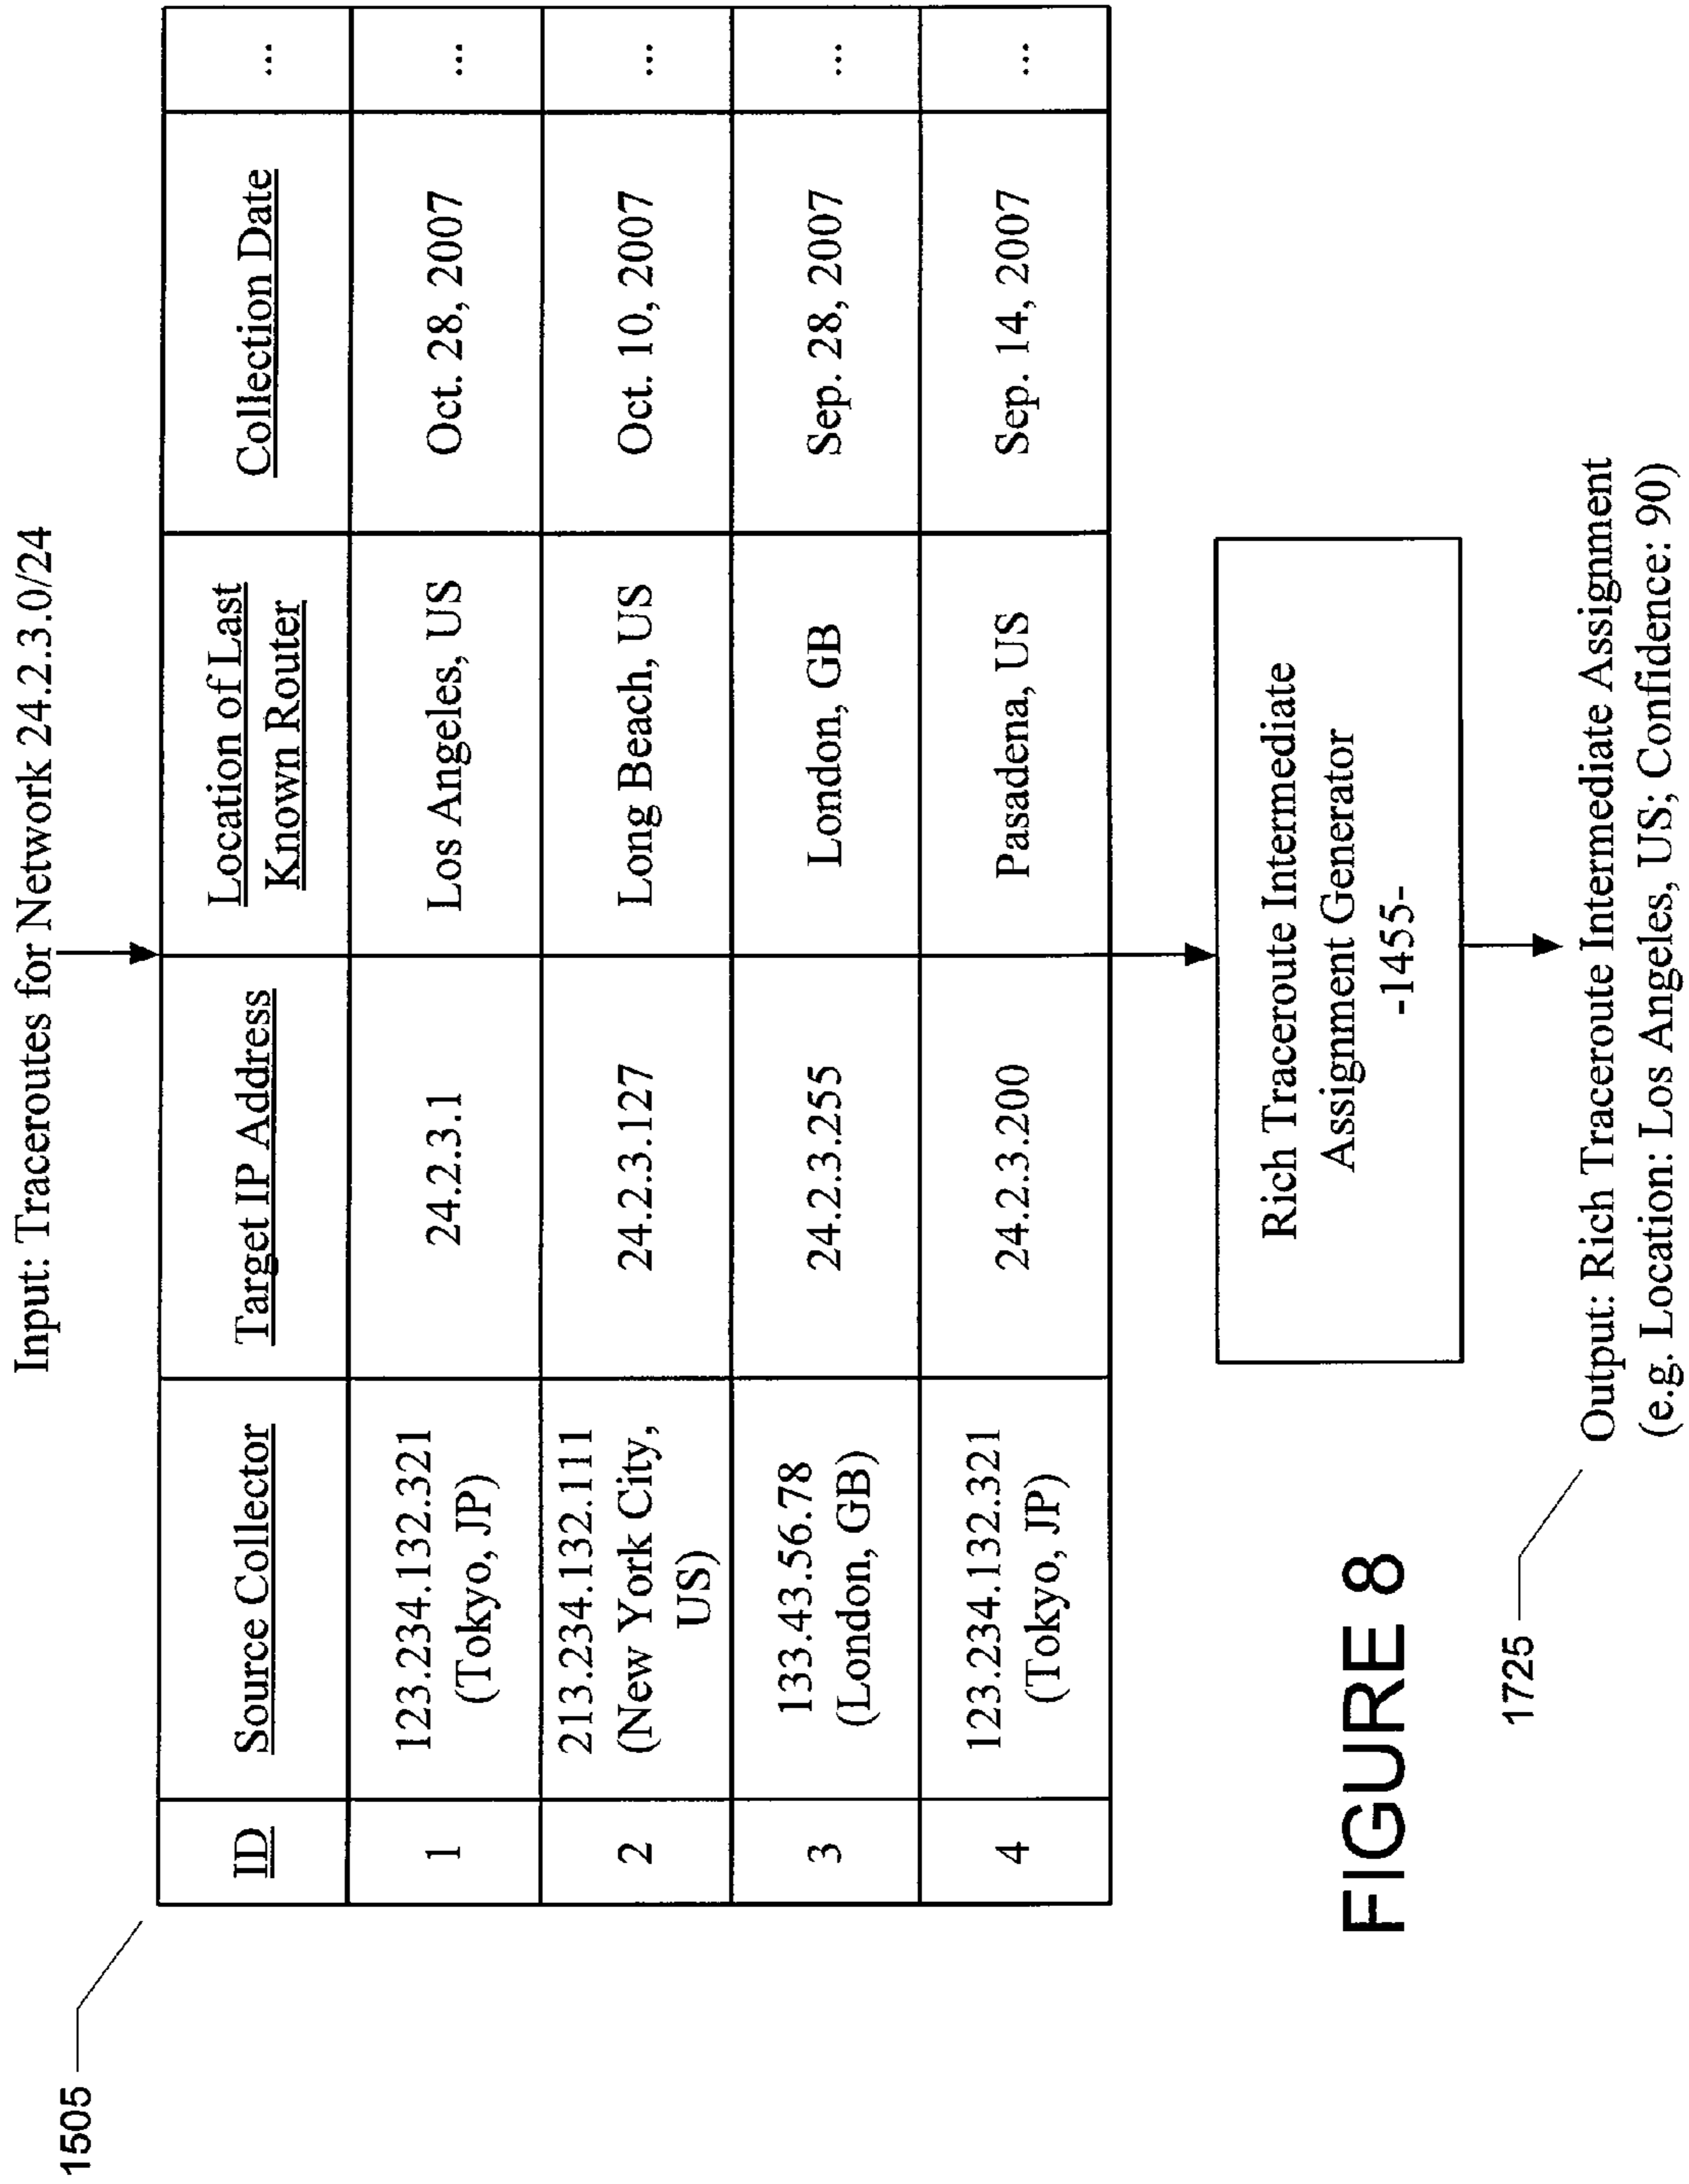 Input: Traceroutes for Network 24.2.3.0/24
1505
ID
Source Collector
Target IP Address
Location of Last
Known Router
Collection Date
...
1
123.234.132.321
(Tokyo, JP)
24.2.3.1
Los Angeles, US
Oct. 28, 2007
...
2
213.234.132.111
(New York City,
US)
24.2.3.127
Long Beach, US
Oct. 10, 2007
...
3
133.43.56.78
(London, GB)
24.2.3.255
London, GB
Sep. 28, 2007
...
4
123.234.132.321
(Tokyo, JP)
24.2.3.200
Pasadena, US
Sep. 14, 2007
...
Rich Traceroute Intermediate
Assignment Generator
-1455-
FIGURE 8
1725
Output: Rich Traceroute Intermediate Assignment
(e.g. Location: Los Angeles, US; Confidence: 90)